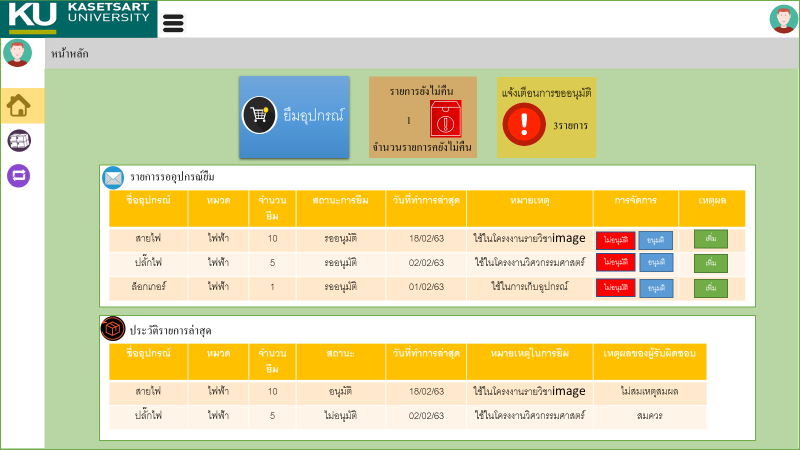 KU KASETSART
UNIVERSITY
หน้าหลัก
ยืมอุปกรณ์
รายการยังไม่คืน
1
จำนวนรายการคยังไม่คืน
แจ้งเตือนการขออนุมัติ
3รายการ
รายการรออุปกรณ์ยืม
ชื่ออุปกรณ์ หมวด จำนวน สถานะการยืม วันที่ทำการล่าสุด หมายเหตุ การจัดการ เหตุผล
ยืม
สายไฟ ไฟฟ้า 10 รออนุมัติ 18/02/63 ใช้ในโครงงานรายวิชาimage ไม่อนุมัติ อนุมติ เพิ่ม
ปลั๊กไฟ ไฟฟ้า 5 รออนุมัติ 02/02/63 ใช้ในโครงงานวิศวกรรมศาสตร์ ไม่อนุมัติ อนุมติ เพิ่ม
ล็อกเกอร์ ไฟฟ้า 1 รออนุมัติ 01/02/63 ใช้ในการเก็บอุปกรณ์ ไม่อนุมัติ อนุมติ เพิ่ม
ประวัติรายการล่าสุด
ชื่ออุปกรณ์ หมวด จำนวน สถานะ วันที่ทำการล่าสุด หมายเหตุในการยืม เหตุผลของผู้รับผิดชอบ
ยืม
สายไฟ ไฟฟ้า 10 อนุมัติ 18/02/63 ใช้ในโครงงานรายวิชาimage ไม่สมเหตุสมผล
ปลั๊กไฟ ไฟฟ้า 5 ไม่อนุมัติ 02/02/63 ใช้ในโครงงานวิศวกรรมศาสตร์ สมควร